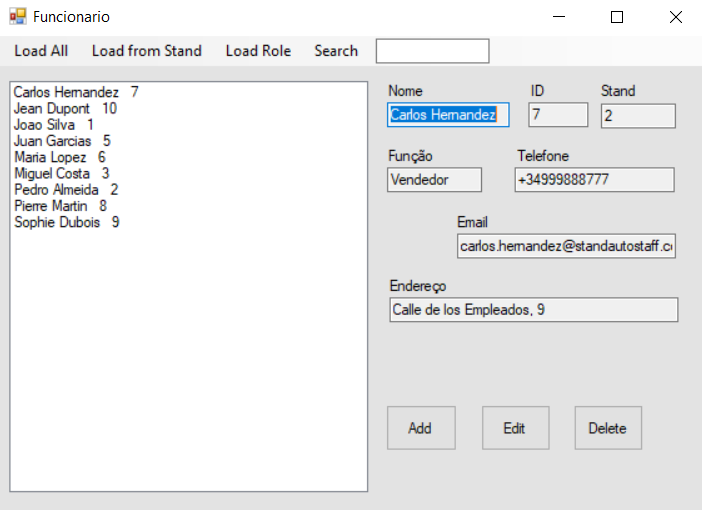 Funcionario
Load All Load from Stand Load Role Search
Carlos Hernandez 7
Jean Dupont 10
Joao Silva 1
Juan Garcias 5
Maria Lopez 6
Miguel Costa 3
Pedro Almeida 2
Pierre Martin 8
Sophie Dubois 9
Nome ID Stand
Carlos Hernandez 7 2
Função Telefone
Vendedor +34999888777
Email
carlos.hernandez@standautostaff.c
Endereço
Calle de los Empleados, 9
Add Edit Delete